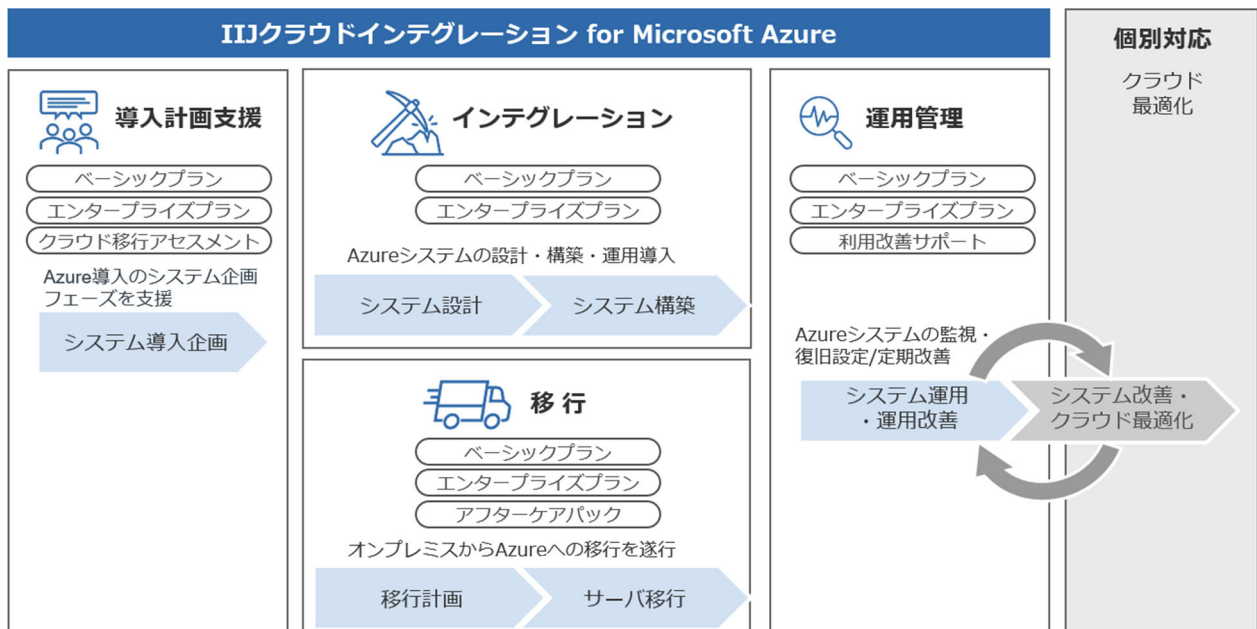 IIJクラウドインテグレーション for Microsoft Azure
導入計画支援
ベーシックプラン
エンタープライズプラン
クラウド移行アセスメント
Azure導入のシステム企画
フェーズを支援
システム導入企画
インテグレーション
ベーシックプラン
エンタープライズプラン
Azureシステムの設計・構築・運用導入
システム設計
システム構築
移 行
ベーシックプラン
エンタープライズプラン
アフターケアパック
オンプレミスからAzureへの移行を遂行
移行計画
サーバ移行
運用管理
ベーシックプラン
エンタープライズプラン
利用改善サポート
Azureシステムの監視・
復旧設定/定期改善
システム運用
・運用改善
個別対応
クラウド
最適化
システム改善・
クラウド最適化